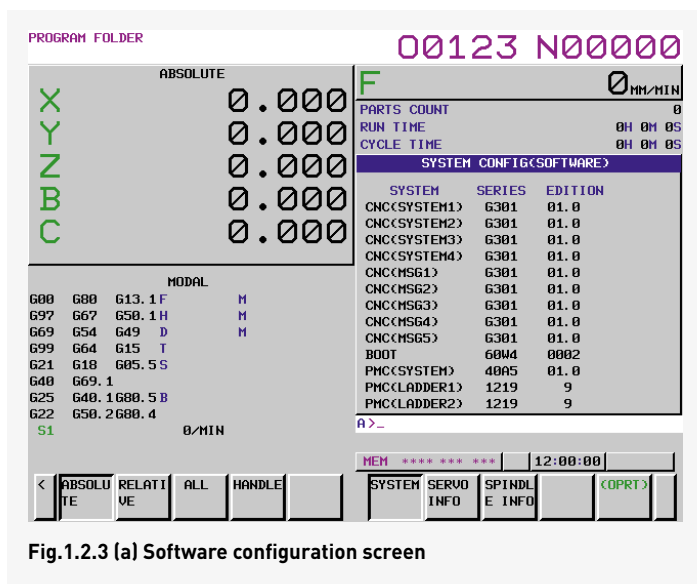 PROGRAM FOLDER
O0123 N00000
ABSOLUTE
X 0.000
Y 0.000
Z 0.000
B 0.000
C 0.000
F 0 MM/MIN
PARTS COUNT 0
RUN TIME 0H 0M 0S
CYCLE TIME 0H 0M 0S
SYSTEM CONFIG(SOFTWARE)
SYSTEM SERIES EDITION
CNC(SYSTEM1) G301 01.0
CNC(SYSTEM2) G301 01.0
CNC(SYSTEM3) G301 01.0
CNC(SYSTEM4) G301 01.0
CNC(MSG1) G301 01.0
CNC(MSG2) G301 01.0
CNC(MSG3) G301 01.0
CNC(MSG4) G301 01.0
CNC(MSG5) G301 01.0
BOOT 60W4 0002
PMC(SYSTEM) 40A5 01.0
PMC(LADDER1) 1219 9
PMC(LADDER2) 1219 9
MODAL
G00 G80 G13.1 F M
G97 G67 G50.1 H M
G69 G54 G49 D M
G99 G64 G15 T
G21 G18 G05.5 S
G40 G69.1
G25 G40.1 G80.5 B
G22 G50.2 G80.4
S1 0/MIN
A>_
MEM **** *** *** 12:00:00
< ABSOLU RELATI ALL HANDLE SYSTEM SERVO SPINDL (OPRT)
TE VE INFO E INFO
Fig.1.2.3 (a) Software configuration screen